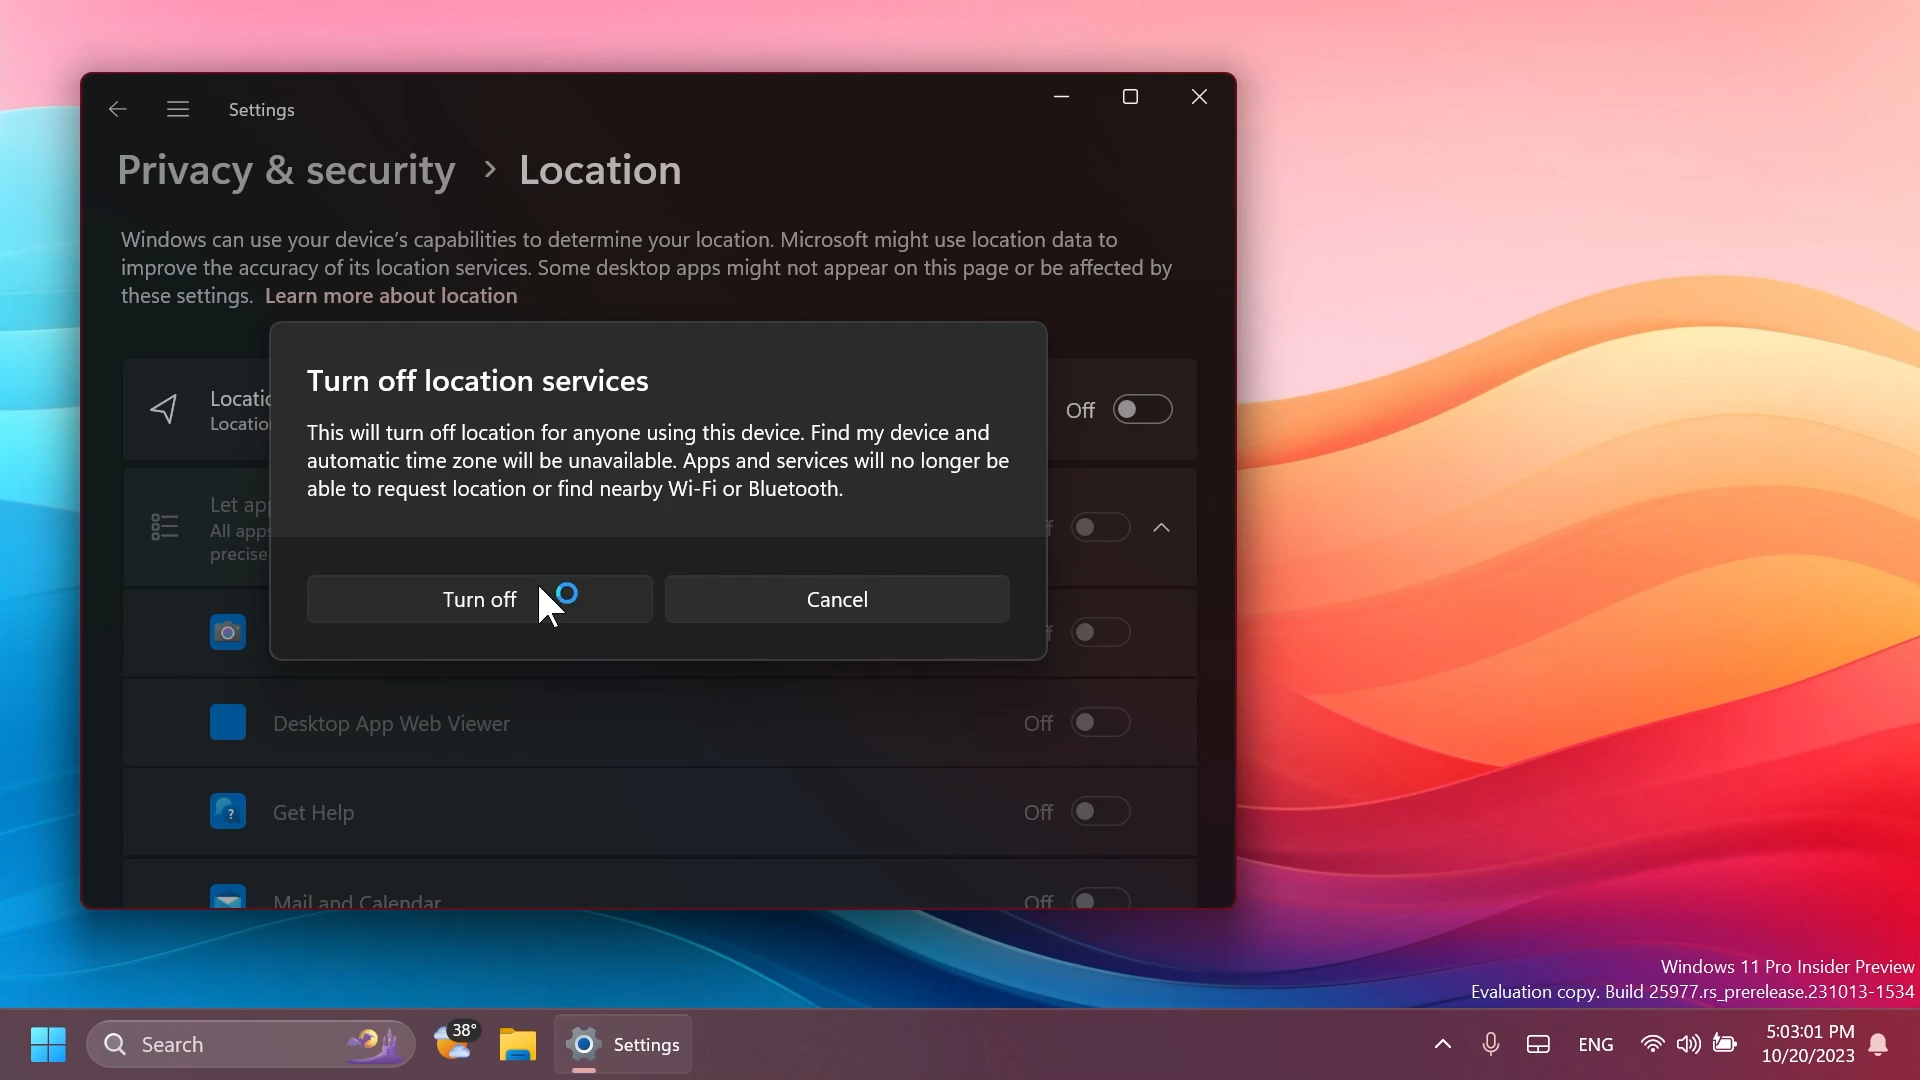 Settings
Privacy & security > Location
Windows can use your device's capabilities to determine your location. Microsoft might use location data to
improve the accuracy of its location services. Some desktop apps might not appear on this page or be affected by
these settings. Learn more about location
Turn off location services
This will turn off location for anyone using this device. Find my device and
automatic time zone will be unavailable. Apps and services will no longer be
able to request location or find nearby Wi-Fi or Bluetooth.
Off
Let
All apps
precise
Turn off
Cancel
Desktop App Web Viewer
Off
Get Help
Off
Mail and Calendar
Off
Windows 11 Pro Insider Preview
Evaluation copy. Build 25977.rs_prerelease.231013-1534
Search
38°
Settings
ENG
5:03:01 PM
10/20/2023